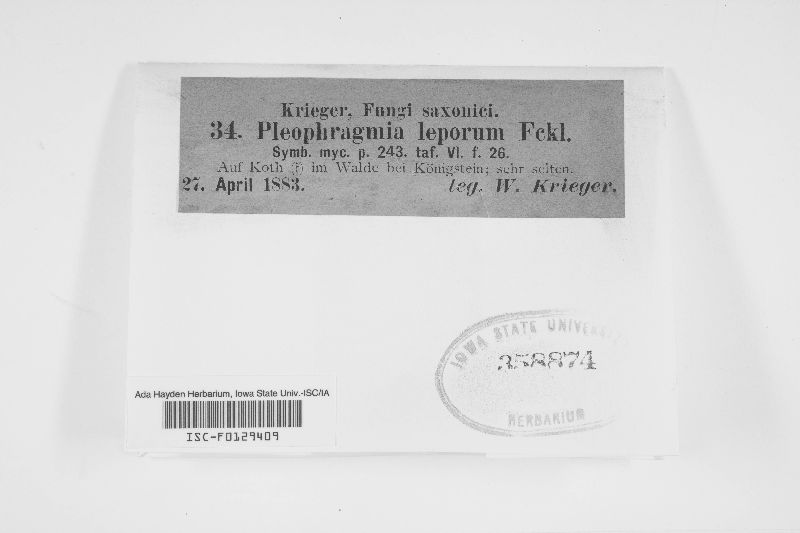 Krieger, Fungi saxonici.
34. Pleophragmia leporum Fckl.
Symb. myc. p. 243. taf. VI. f. 26.
Auf Koth (?) im Walde bei Königstein; sehr selten.
27. April 1883. leg. W. Krieger.
IOWA STATE UNIVERSITY
358874
HERBARIUM
Ada Hayden Herbarium, Iowa State Univ.-ISC/IA
ISC-F0129409